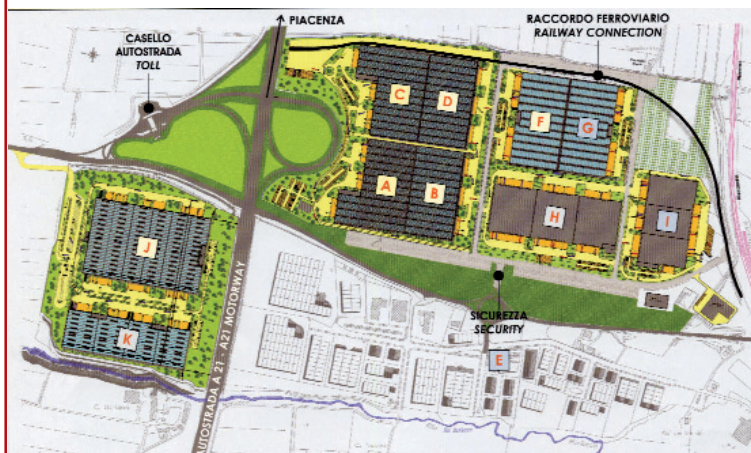 PIACENZA
RACCORDO FERROVIARIO
RAILWAY CONNECTION
CASELLO
AUTOSTRADA
TOLL
C
D
F
G
A
B
H
I
J
K
SICUREZZA
SECURITY
E
AUTOSTRADA A 21 - A21 MOTORWAY